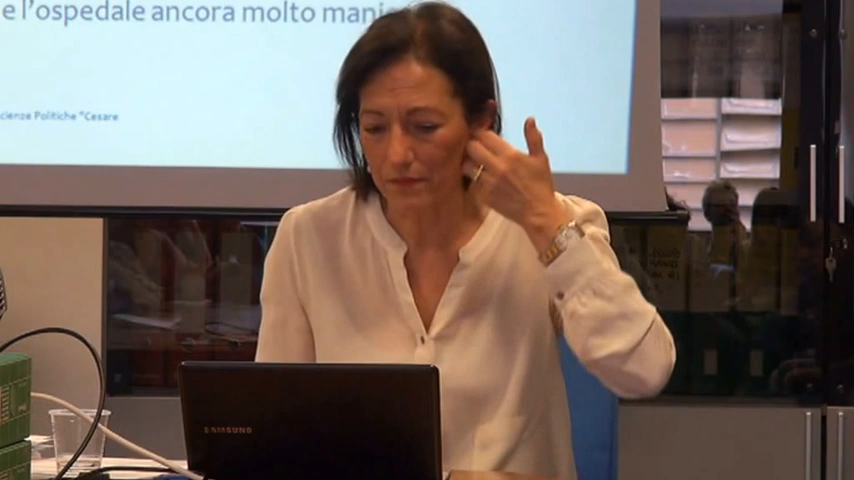 e l'ospedale ancora molto mani
cienze Politiche "Cesare
SAMSUNG